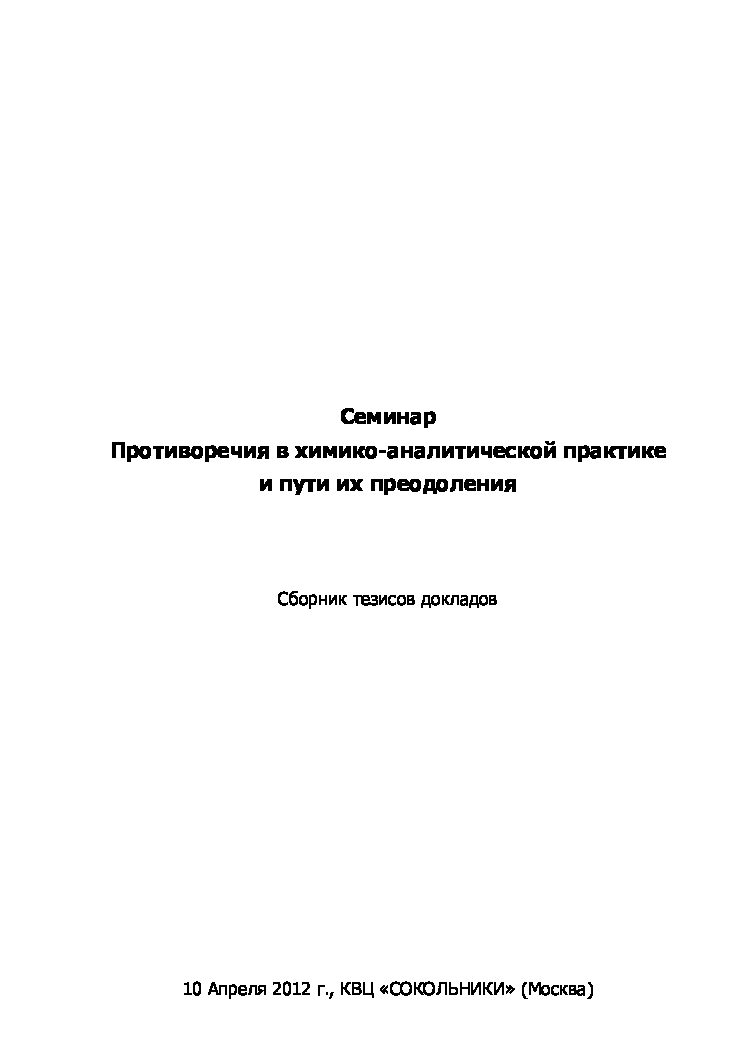 Семинар
Противоречия в химико-аналитической практике
и пути их преодоления
Сборник тезисов докладов
10 Апреля 2012 г., КВЦ «СОКОЛЬНИКИ» (Москва)